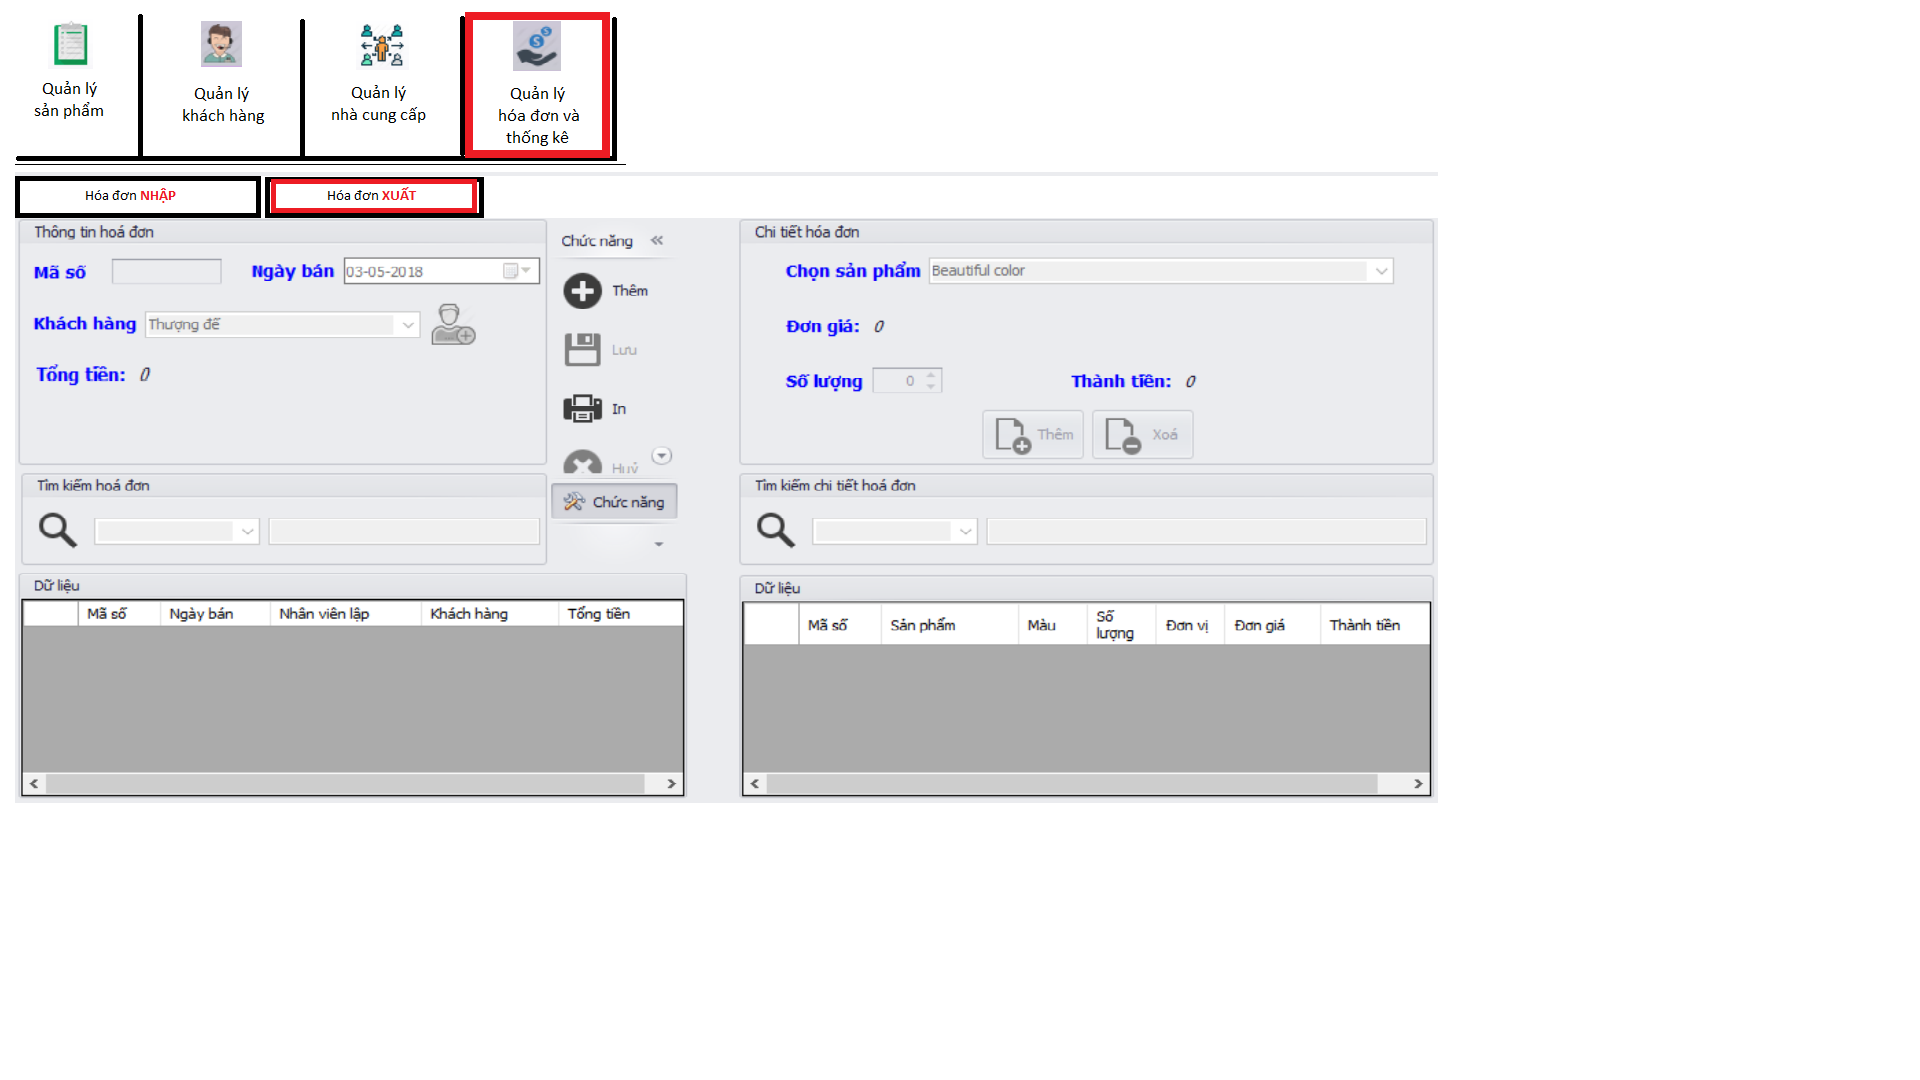 Quản lý
sản phẩm
Quản lý
khách hàng
Quản lý
nhà cung cấp
Quản lý
hóa đơn và
thống kê
Hóa đơn NHẬP
Hóa đơn XUẤT
Thông tin hoá đơn
Mã số
Ngày bán 03-05-2018
Khách hàng Thượng đế
Tổng tiền: 0
Chức năng
Thêm
Lưu
In
Huỷ
Chức năng
Chi tiết hóa đơn
Chọn sản phẩm Beautiful color
Đơn giá: 0
Số lượng 0 Thành tiền: 0
Thêm Xoá
Tìm kiếm hoá đơn
Tìm kiếm chi tiết hoá đơn
Dữ liệu
Mã số Ngày bán Nhân viên lập Khách hàng Tổng tiền
Dữ liệu
Mã số Sản phẩm Màu Số lượng Đơn vị Đơn giá Thành tiền